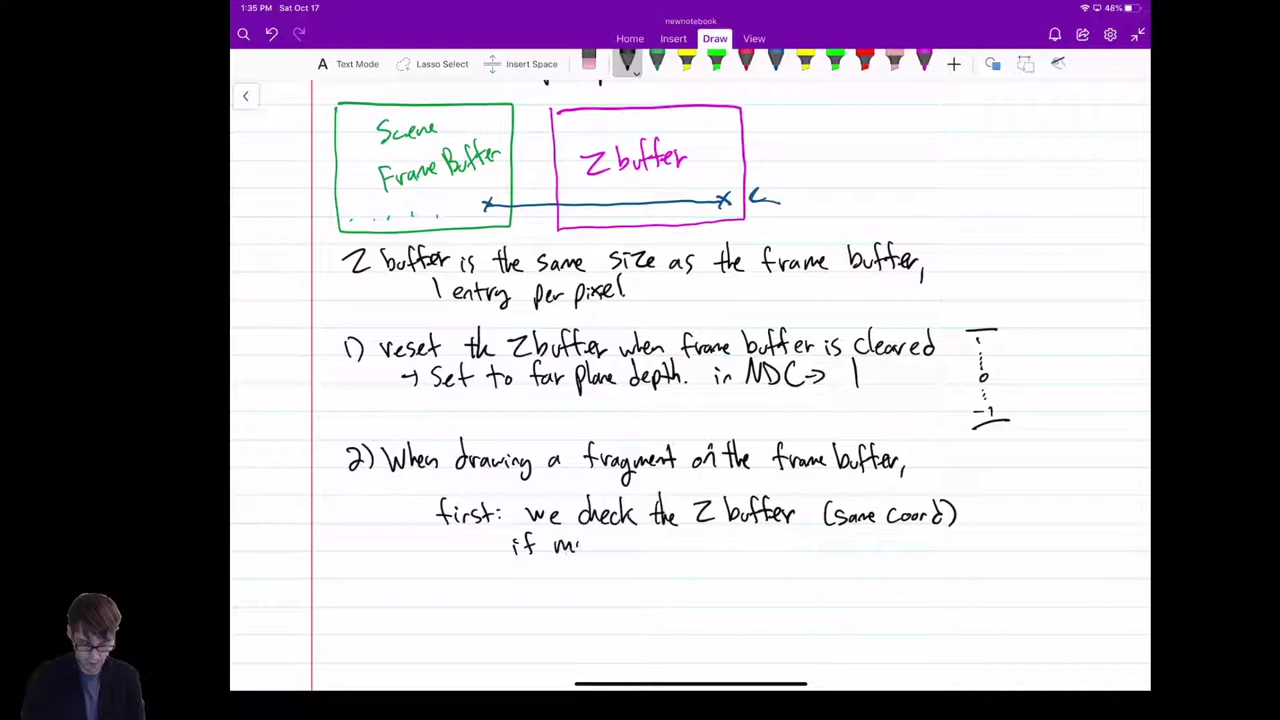 1:35 PM Sat Oct 17
48%
newnotebook
Home Insert Draw View
Text Mode Lasso Select Insert Space
Scene
Frame Buffer
Z buffer
Z buffer is the same size as the frame buffer,
1 entry per pixel.
1) reset the Z buffer when frame buffer is cleared
→ Set to far plane depth. in NDC → 1
1
0
-1
2) When drawing a fragment on the frame buffer,
first: we check the Z buffer (same coord)
if m